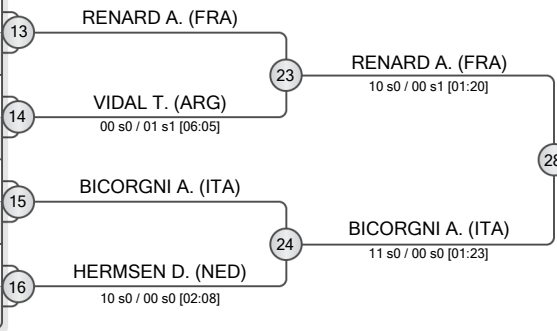 13
RENARD A. (FRA)
23
RENARD A. (FRA)
10 s0 / 00 s1 [01:20]
14
VIDAL T. (ARG)
00 s0 / 01 s1 [06:05]
28
15
BICORGNI A. (ITA)
24
BICORGNI A. (ITA)
11 s0 / 00 s0 [01:23]
16
HERMSEN D. (NED)
10 s0 / 00 s0 [02:08]